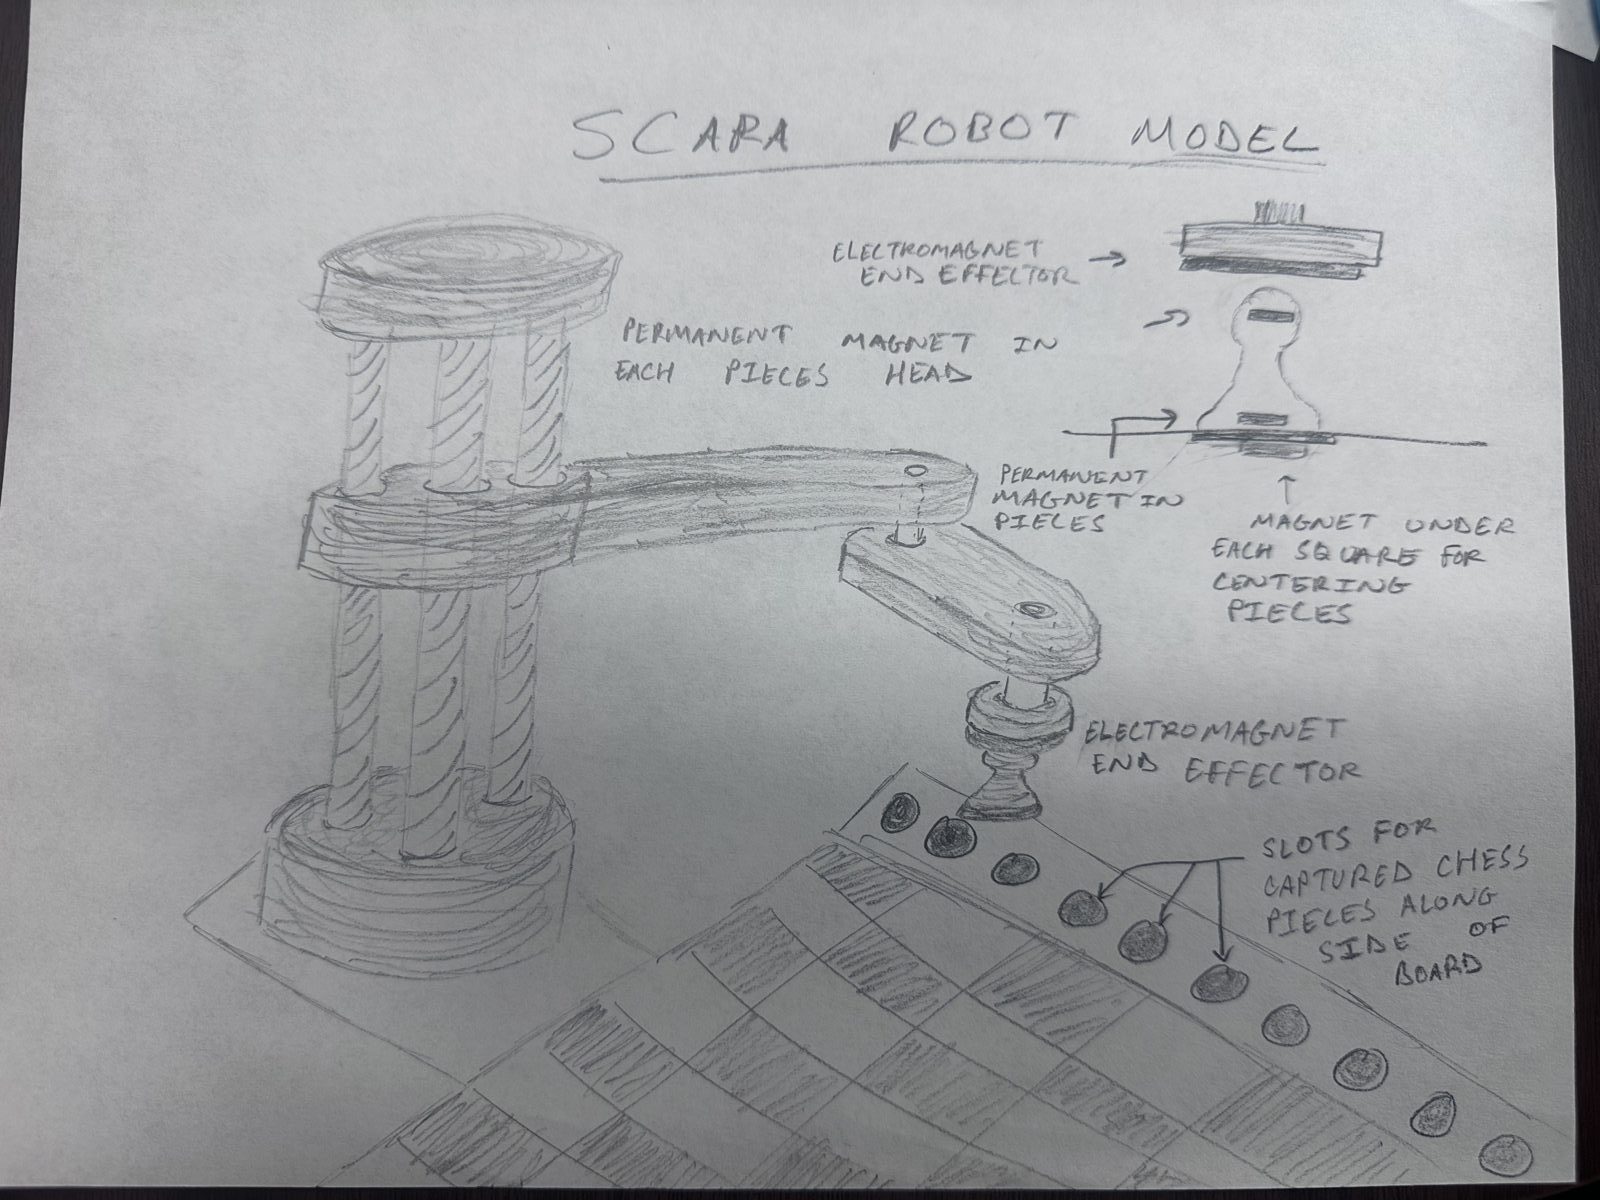 SCARA ROBOT MODEL
ELECTROMAGNET
END EFFECTOR
PERMANENT MAGNET IN
EACH PIECES HEAD
PERMANENT
MAGNET IN
PIECES
MAGNET UNDER
EACH SQUARE FOR
CENTERING
PIECES
ELECTROMAGNET
END EFFECTOR
SLOTS FOR
CAPTURED CHESS
PIECES ALONG
SIDE OF
BOARD